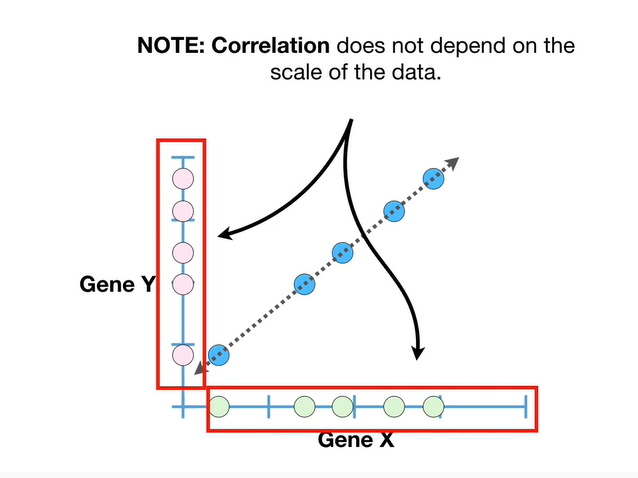 NOTE: Correlation does not depend on the
scale of the data.
Gene Y
Gene X